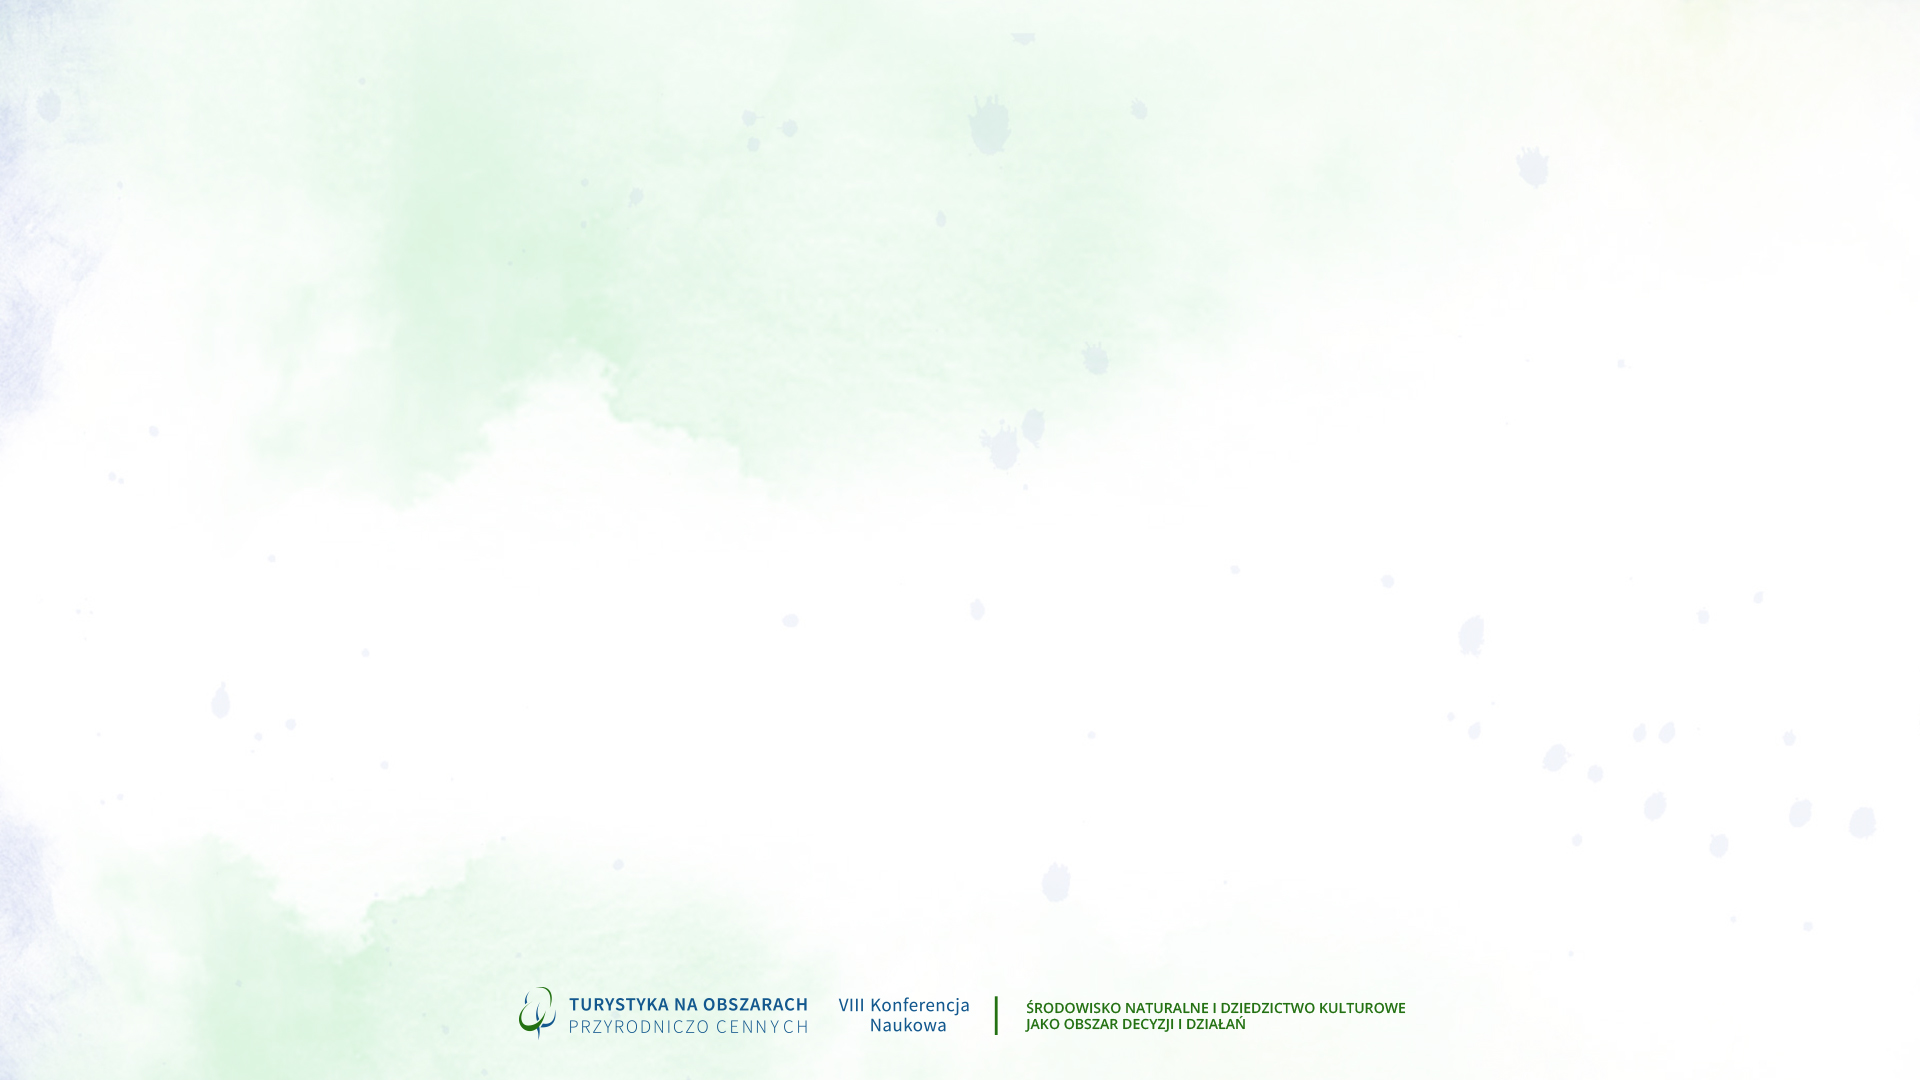 TURYSTYKA NA OBSZARACH
PRZYRODNICZO CENNYCH
VIII Konferencja
Naukowa
ŚRODOWISKO NATURALNE I DZIEDZICTWO KULTUROWE
JAKO OBSZAR DECYZJI I DZIAŁAŃ